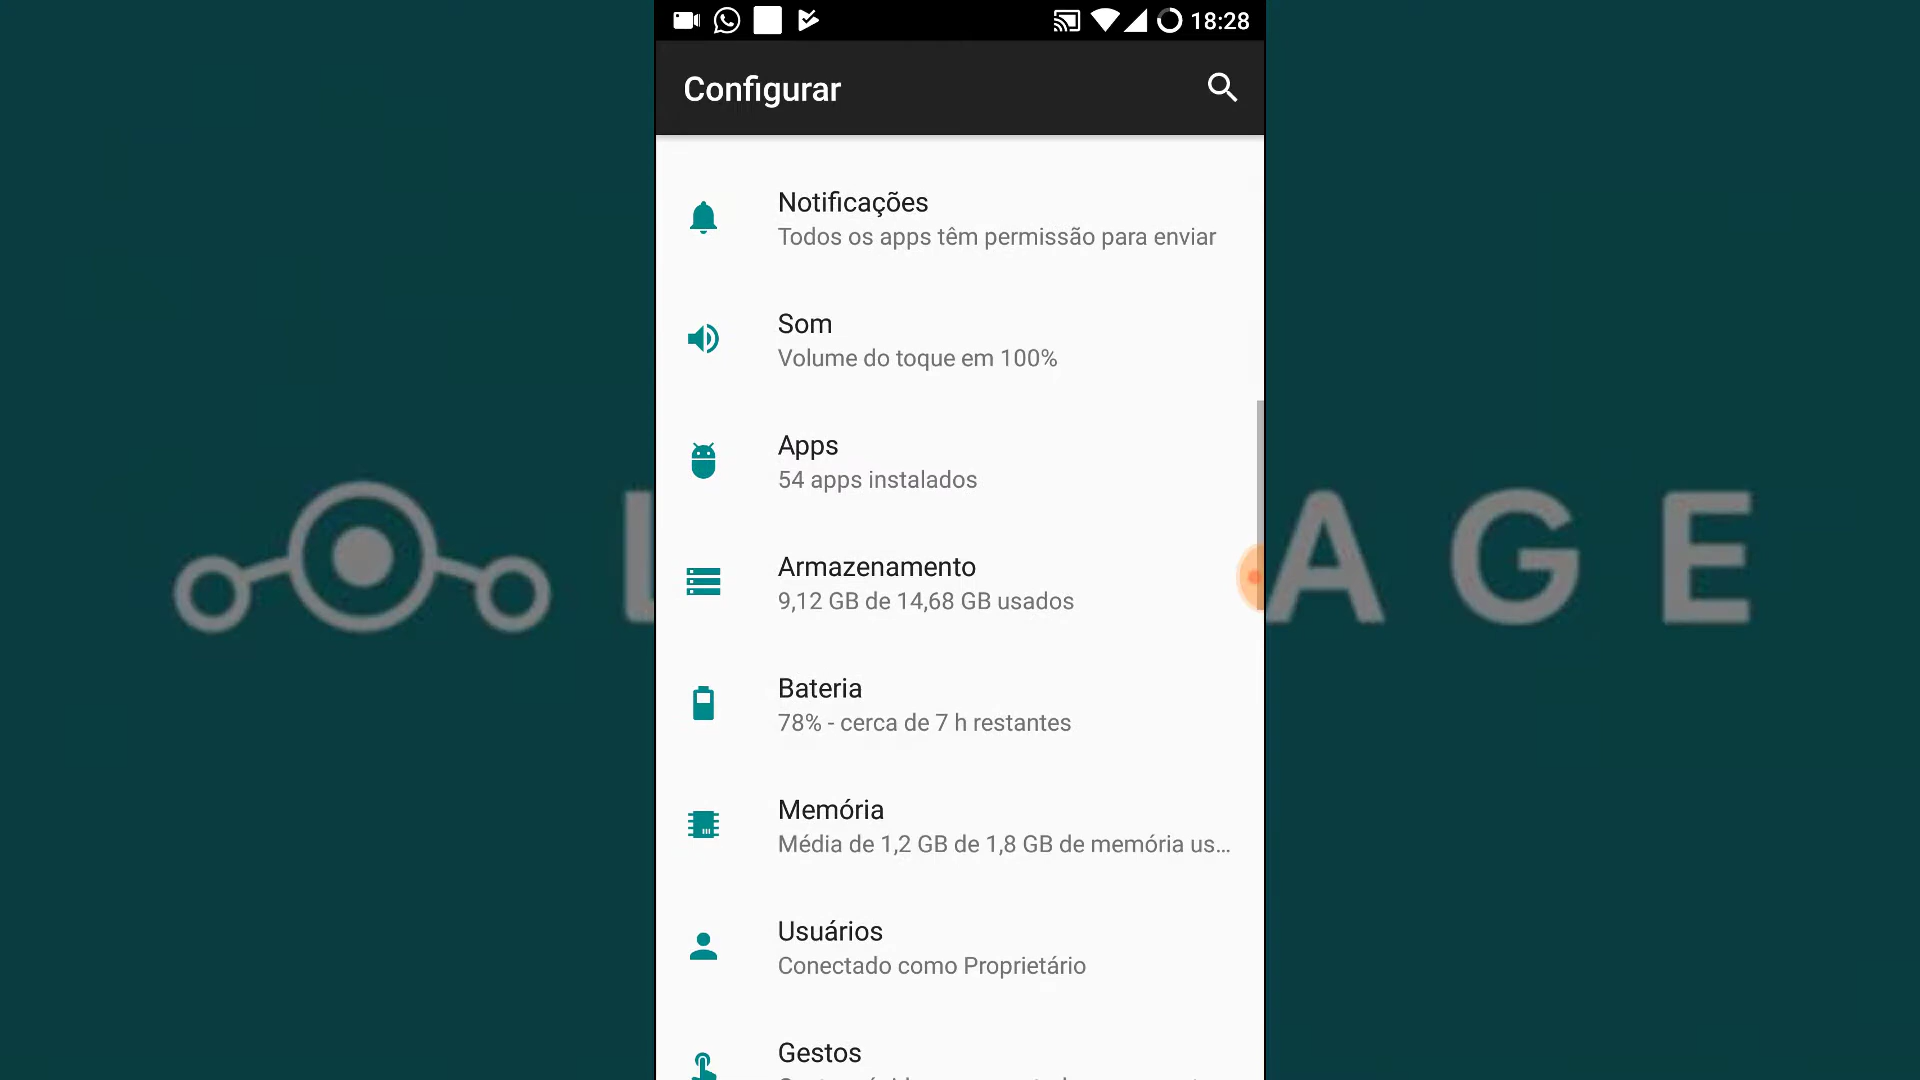 18:28
Configurar
Notificações
Todos os apps têm permissão para enviar
Som
Volume do toque em 100%
Apps
54 apps instalados
Armazenamento
9,12 GB de 14,68 GB usados
L
AGE
Bateria
78% - cerca de 7 h restantes
Memória
Média de 1,2 GB de 1,8 GB de memória us...
Usuários
Conectado como Proprietário
Gestos